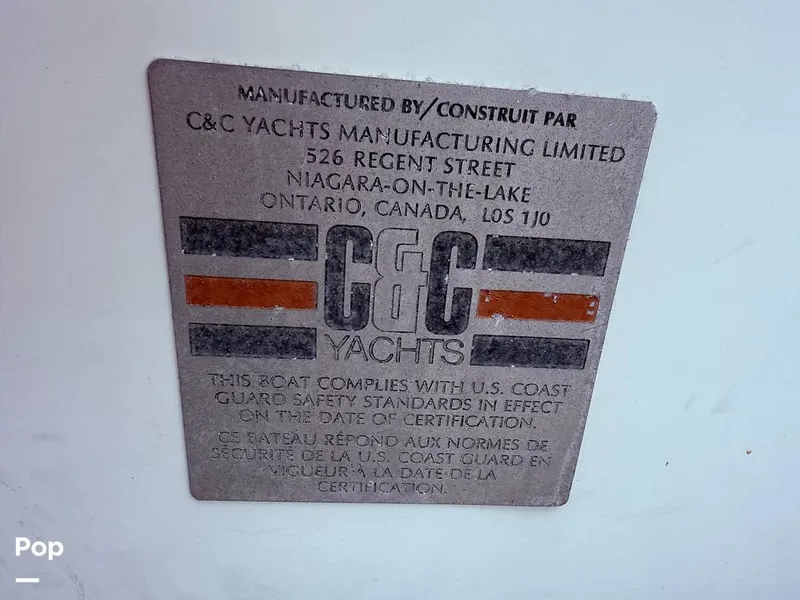 MANUFACTURED BY/CONSTRUIT PAR
C&C YACHTS MANUFACTURING LIMITED
526 REGENT STREET
NIAGARA-ON-THE-LAKE
ONTARIO, CANADA, L0S 1J0
C&C
YACHTS
THIS BOAT COMPLIES WITH U.S. COAST
GUARD SAFETY STANDARDS IN EFFECT
ON THE DATE OF CERTIFICATION.
CE BATEAU RÉPOND AUX NORMES DE
SÉCURITÉ DE LA U.S. COAST GUARD EN
VIGUEUR À LA DATE DE LA
CERTIFICATION.
Pop